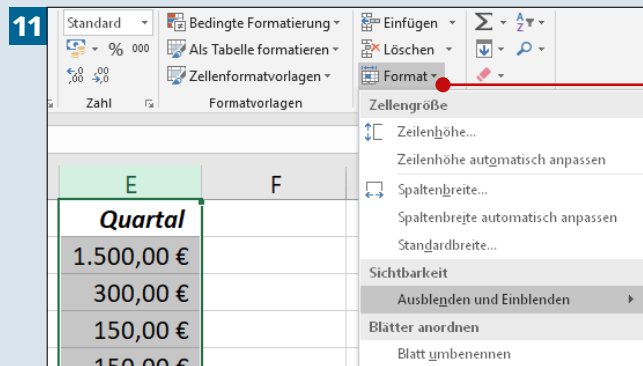 11
Standard
Bedingte Formatierung
Einfügen
% 000
Als Tabelle formatieren
Löschen
Zellenformatvorlagen
Format
Zahl
Formatvorlagen
Zellengröße
Zeilenhöhe...
Zeilenhöhe automatisch anpassen
Spaltenbreite...
Spaltenbreite automatisch anpassen
Standardbreite...
Sichtbarkeit
Ausblenden und Einblenden
Blätter anordnen
Blatt umbenennen
E F
Quartal
1.500,00 €
300,00 €
150,00 €
150,00 €